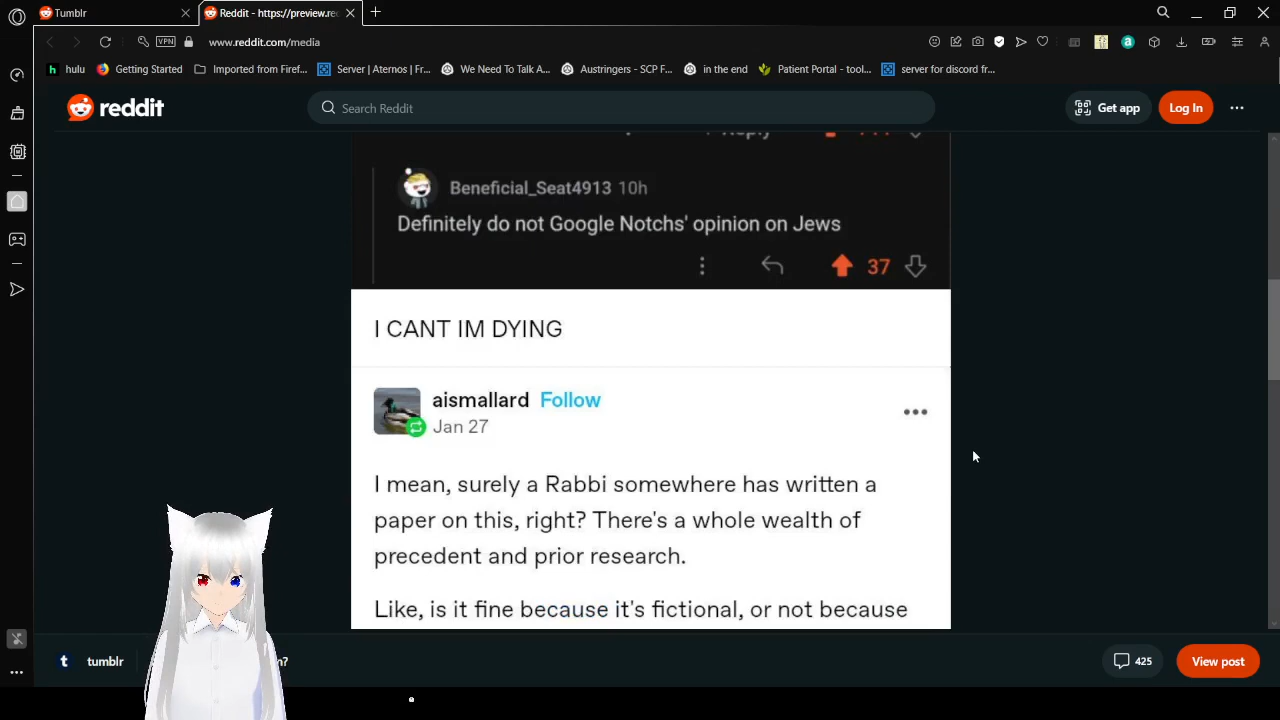 Tumblr
Reddit - https://preview.rec
VPN
www.reddit.com/media
hulu
Getting Started
Imported from Firef...
Server | Aternos | Fr...
We Need To Talk A...
Austringers - SCP F...
in the end
Patient Portal - tool...
server for discord fr...
reddit
Search Reddit
Get app
Log In
Reply
Beneficial_Seat4913 10h
Definitely do not Google Notchs' opinion on Jews
37
I CANT IM DYING
aismallard Follow
Jan 27
I mean, surely a Rabbi somewhere has written a
paper on this, right? There's a whole wealth of
precedent and prior research.
Like, is it fine because it's fictional, or not because
tumblr
425
View post